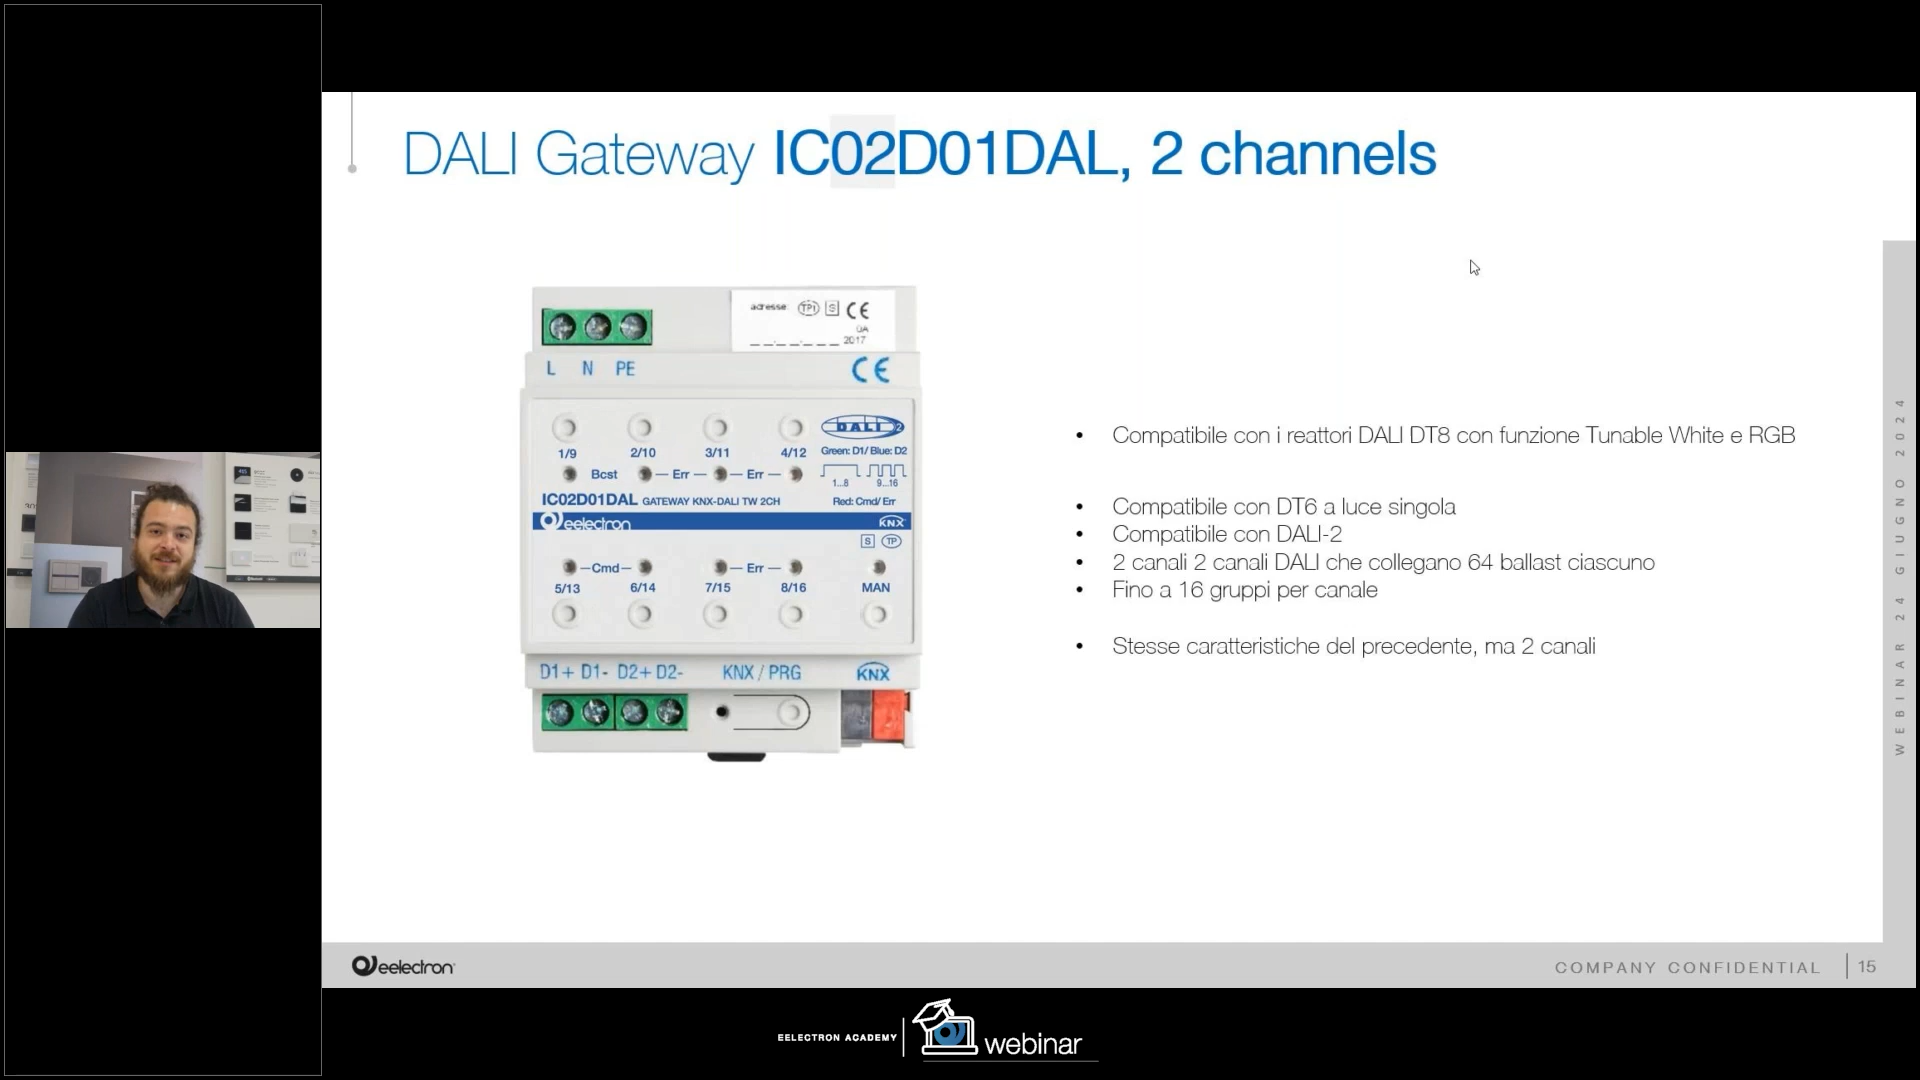 DALI Gateway IC02D01DAL, 2 channels
adresse: TP1 S CE
2017
L N PE
CE
DALI 2
1/9 2/10 3/11 4/12 Green: D1/ Blue: D2
Bcst Err Err
1...8 9...16
IC02D01DAL GATEWAY KNX-DALI TW 2CH Red: Cmd/ Err
eelectron KNX
S TP
Cmd Err
5/13 6/14 7/15 8/16 MAN
D1+ D1- D2+ D2- KNX / PRG KNX
• Compatibile con i reattori DALI DT8 con funzione Tunable White e RGB
• Compatibile con DT6 a luce singola
• Compatibile con DALI-2
• 2 canali 2 canali DALI che collegano 64 ballast ciascuno
• Fino a 16 gruppi per canale
• Stesse caratteristiche del precedente, ma 2 canali
WEBINAR 24 GIUGNO 2024
eelectron
COMPANY CONFIDENTIAL 15
EELECTRON ACADEMY webinar